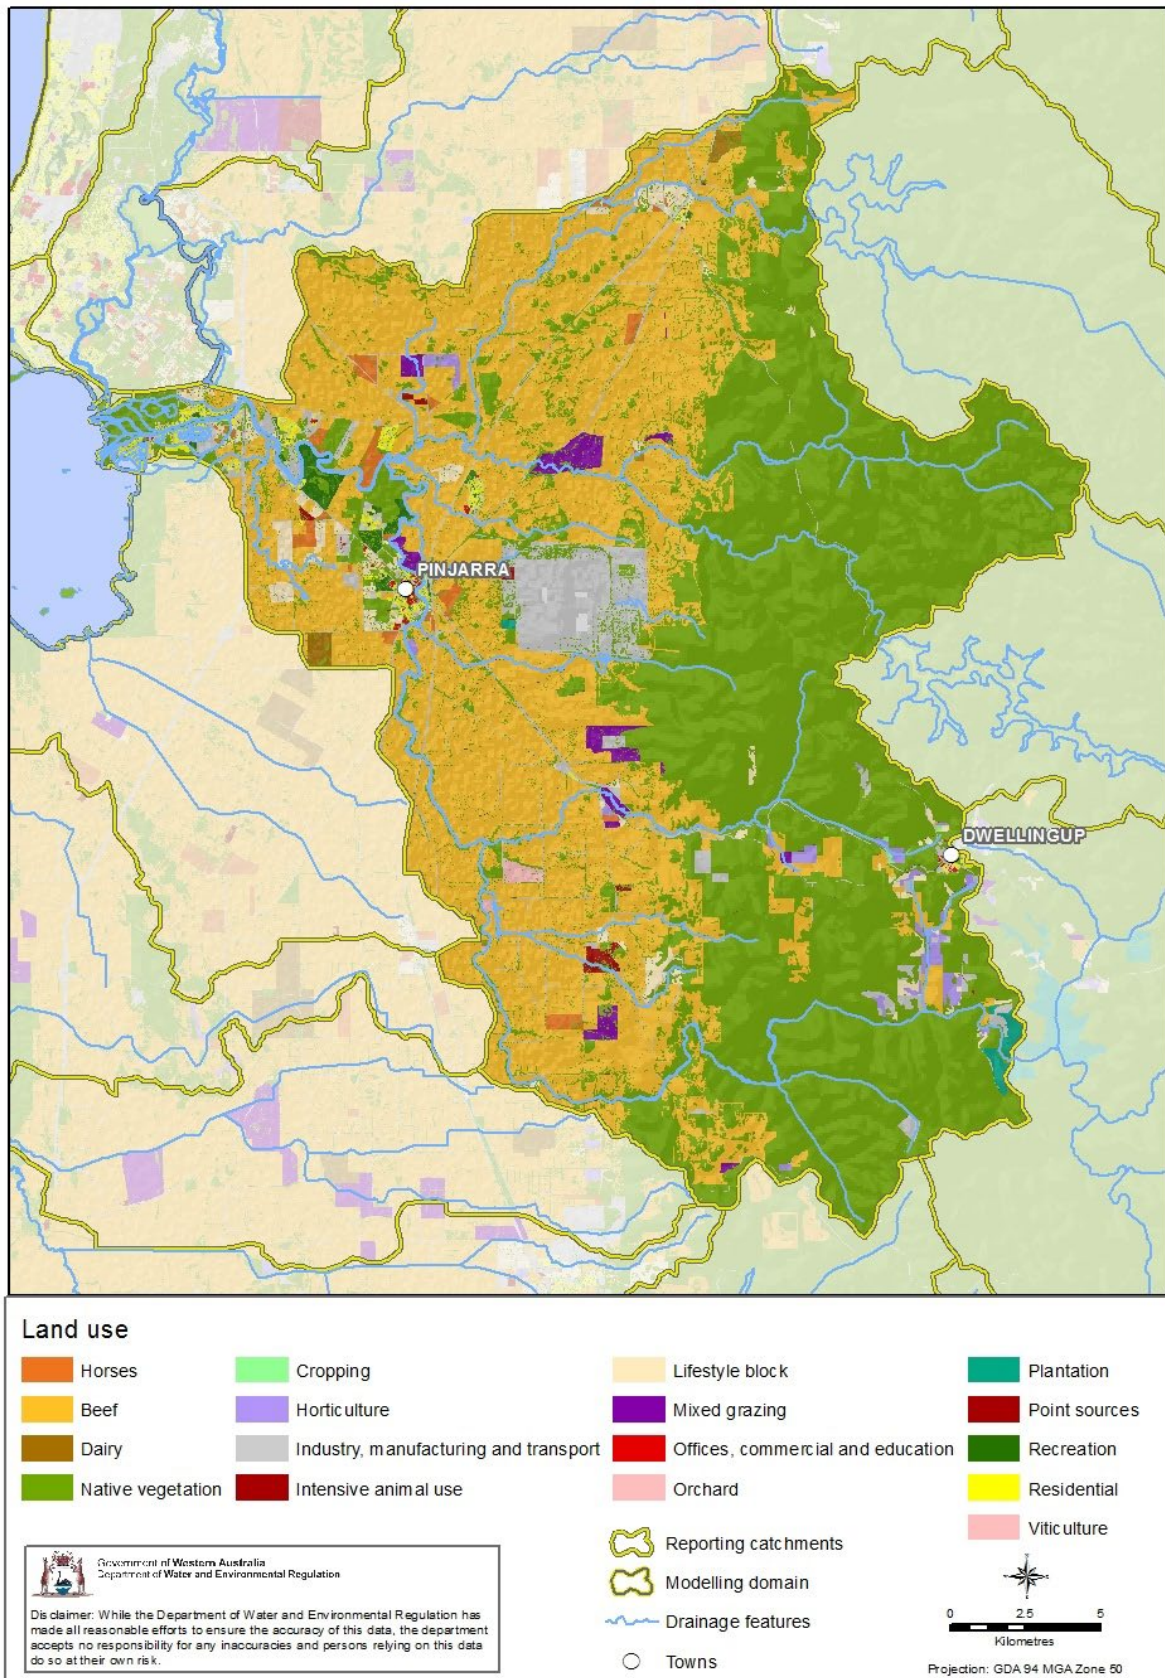 PINJARRA
DWELLINGUP
Land use
Horses
Beef
Dairy
Native vegetation
Cropping
Horticulture
Industry, manufacturing and transport
Intensive animal use
Lifestyle block
Mixed grazing
Offices, commercial and education
Orchard
Plantation
Point sources
Recreation
Residential
Viticulture
Reporting catchments
Modelling domain
Drainage features
Towns
0 2.5 5
Kilometres
Projection: GDA 94 MGA Zone 50
Government of Western Australia
Department of Water and Environmental Regulation
Disclaimer: While the Department of Water and Environmental Regulation has
made all reasonable efforts to ensure the accuracy of this data, the department
accepts no responsibility for any inaccuracies and persons relying on this data
do so at their own risk.